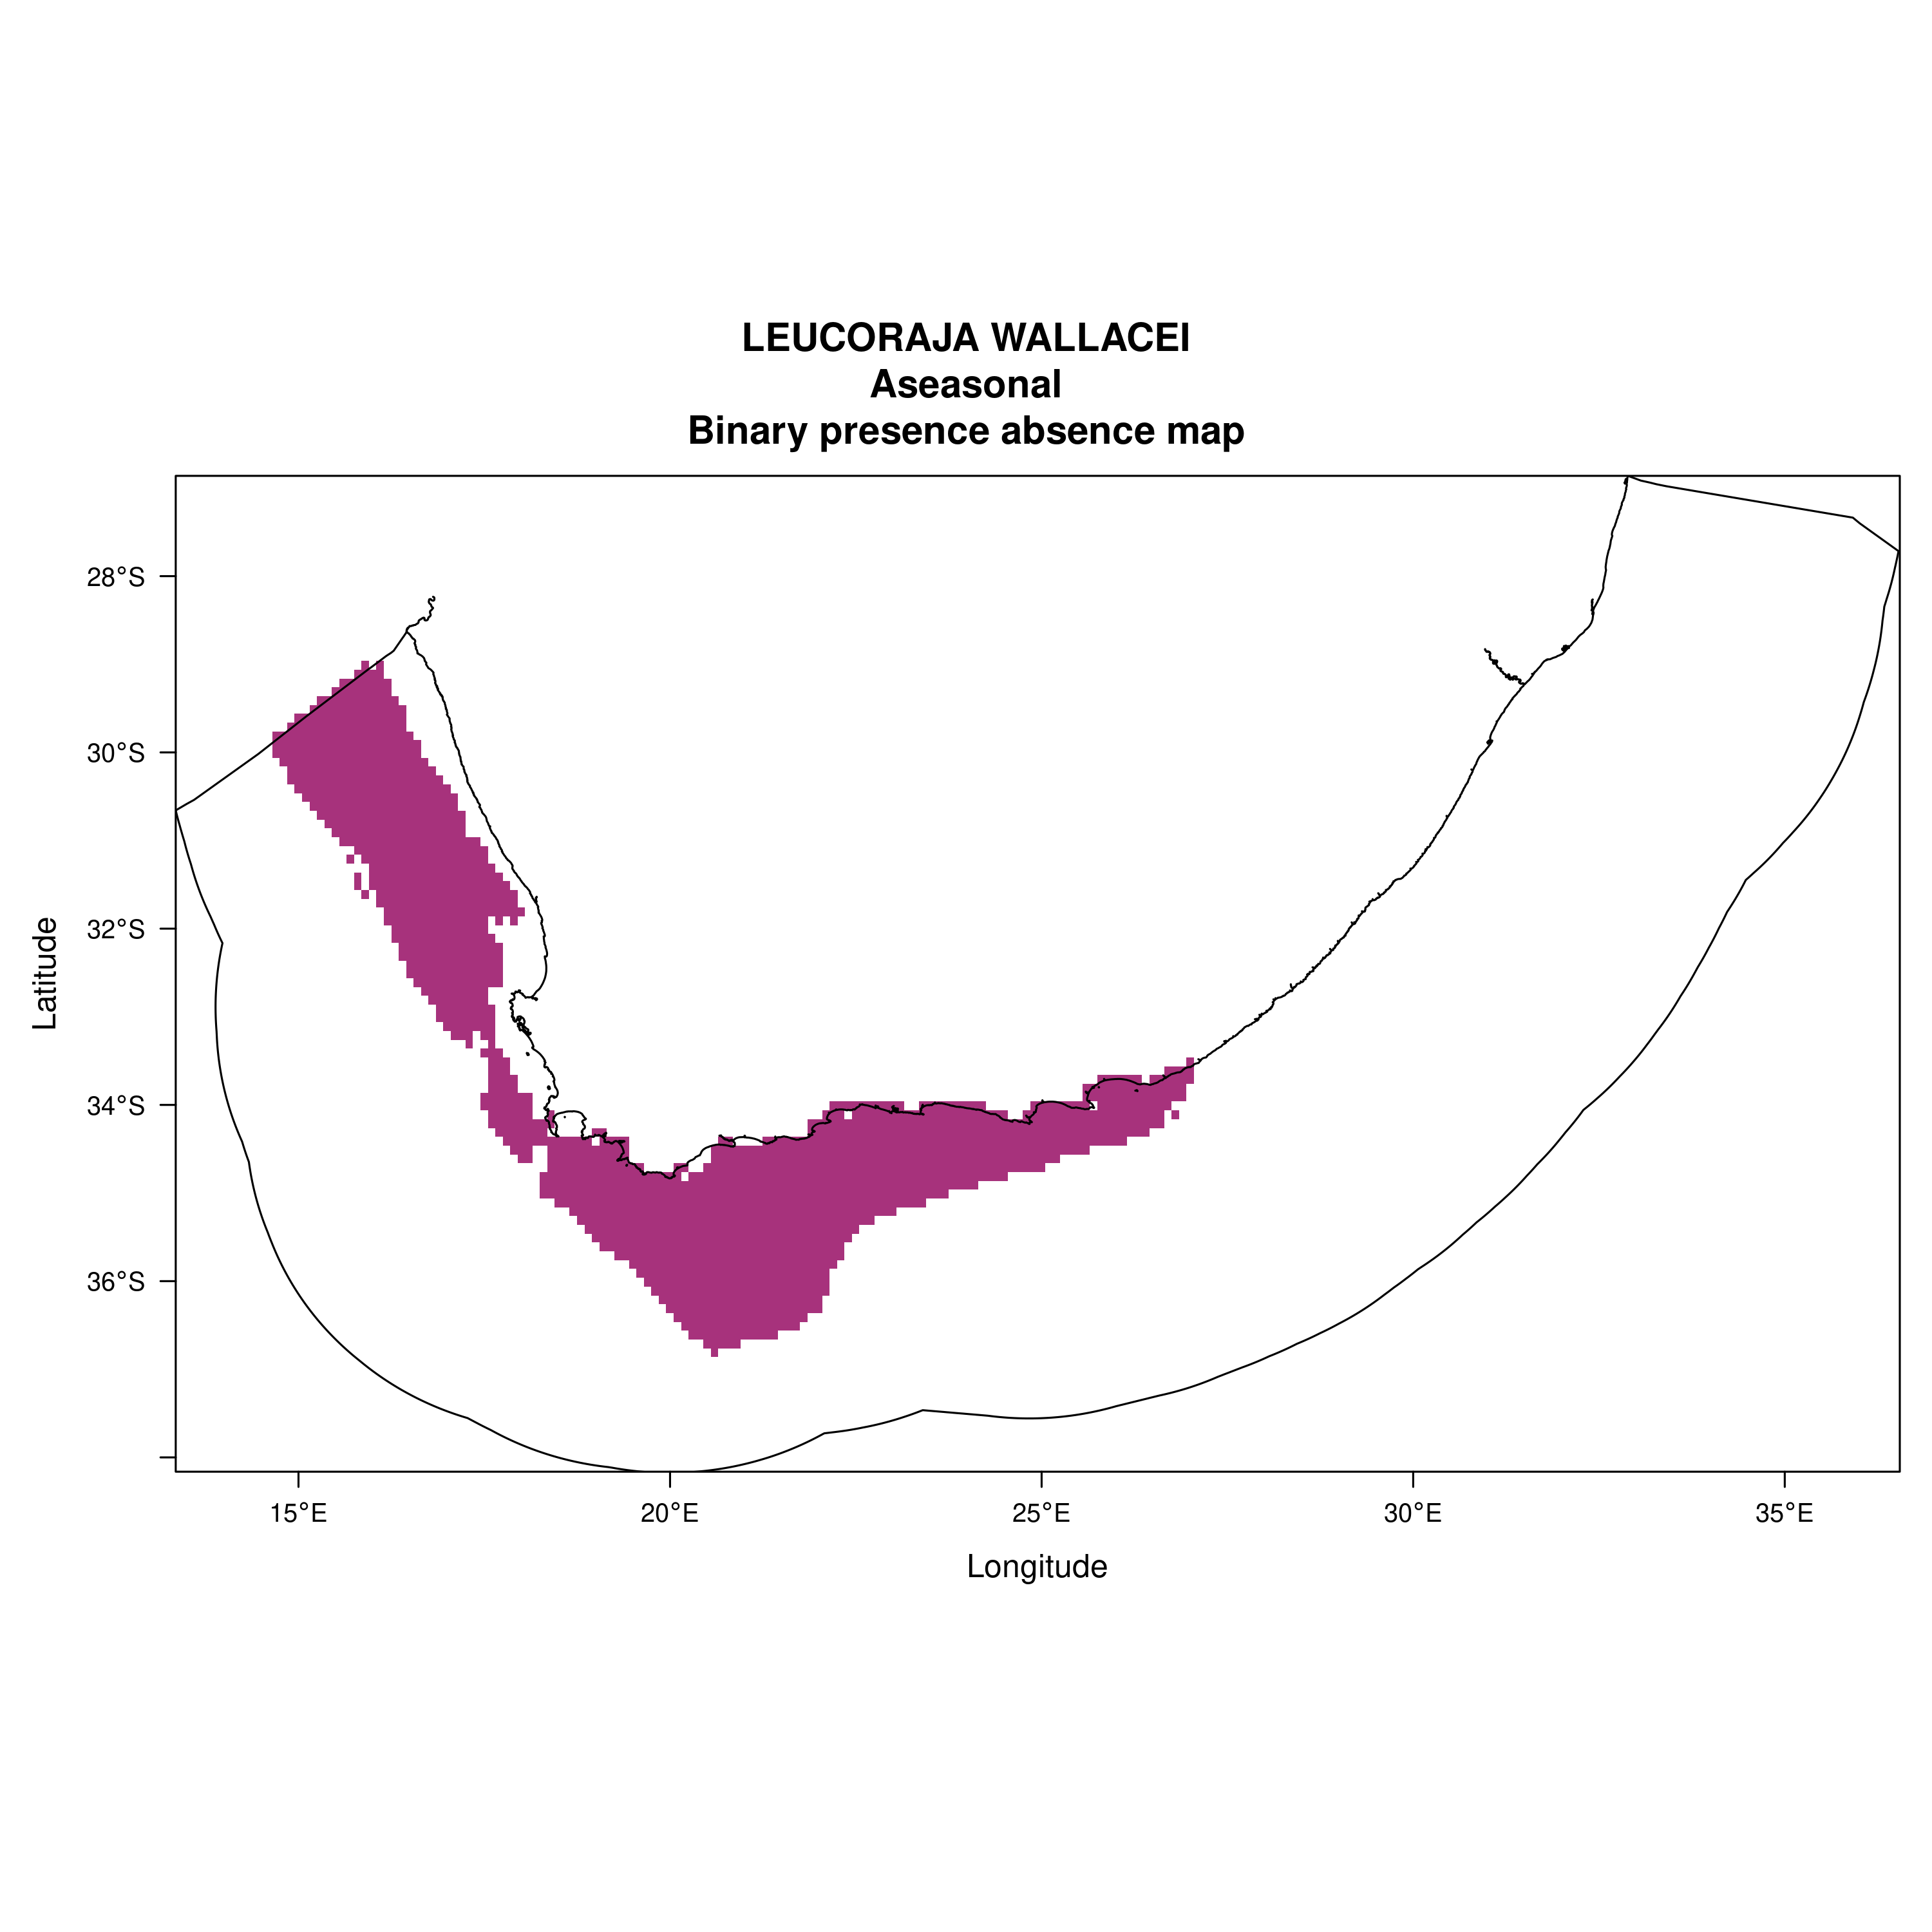 LEUCORAJA WALLACEI
Aseasonal
Binary presence absence map
28°S
30°S
32°S
34°S
36°S
Latitude
15°E
20°E
25°E
30°E
35°E
Longitude